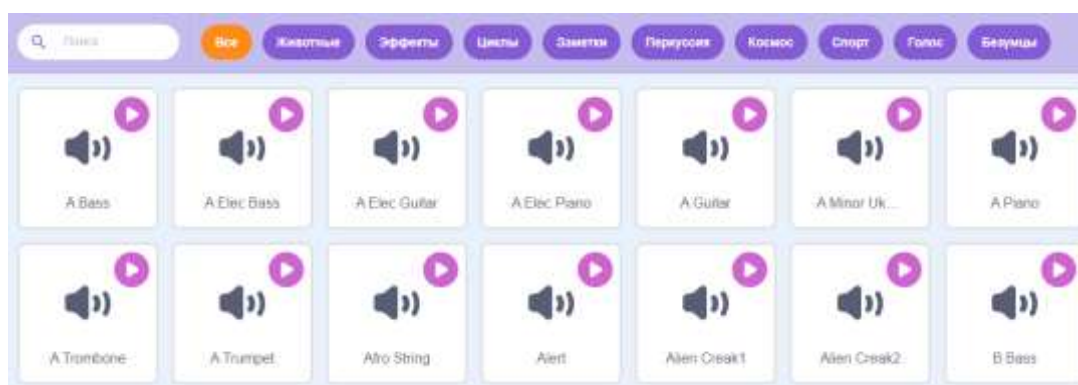 Поиск Все Животные Эффекты Циклы Заметки Перкуссия Космос Спорт Голос Безумцы
A Bass A Elec Bass A Elec Guitar A Elec Piano A Guitar A Minor Uk... A Piano
A Trombone A Trumpet Afro String Alert Alien Creak1 Alien Creak2 B Bass